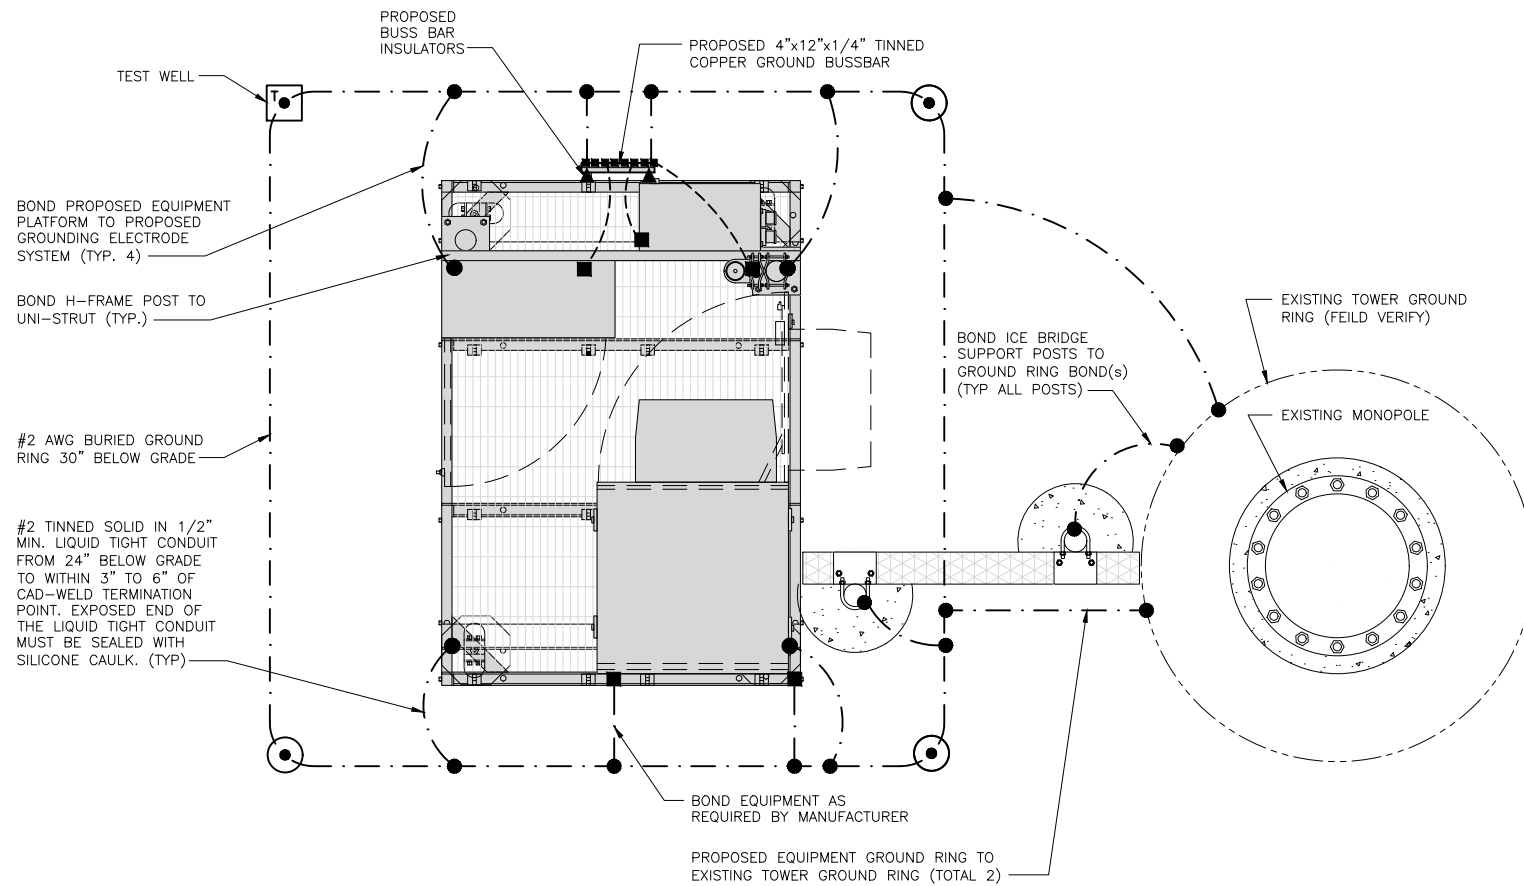 PROPOSED
BUSS BAR
INSULATORS
PROPOSED 4"x12"x1/4" TINNED
COPPER GROUND BUSSBAR
TEST WELL
T
BOND PROPOSED EQUIPMENT
PLATFORM TO PROPOSED
GROUNDING ELECTRODE
SYSTEM (TYP. 4)
BOND H-FRAME POST TO
UNI-STRUT (TYP.)
EXISTING TOWER GROUND
RING (FEILD VERIFY)
BOND ICE BRIDGE
SUPPORT POSTS TO
GROUND RING BOND(s)
(TYP ALL POSTS)
EXISTING MONOPOLE
#2 AWG BURIED GROUND
RING 30" BELOW GRADE
#2 TINNED SOLID IN 1/2"
MIN. LIQUID TIGHT CONDUIT
FROM 24" BELOW GRADE
TO WITHIN 3" TO 6" OF
CAD-WELD TERMINATION
POINT. EXPOSED END OF
THE LIQUID TIGHT CONDUIT
MUST BE SEALED WITH
SILICONE CAULK. (TYP)
BOND EQUIPMENT AS
REQUIRED BY MANUFACTURER
PROPOSED EQUIPMENT GROUND RING TO
EXISTING TOWER GROUND RING (TOTAL 2)